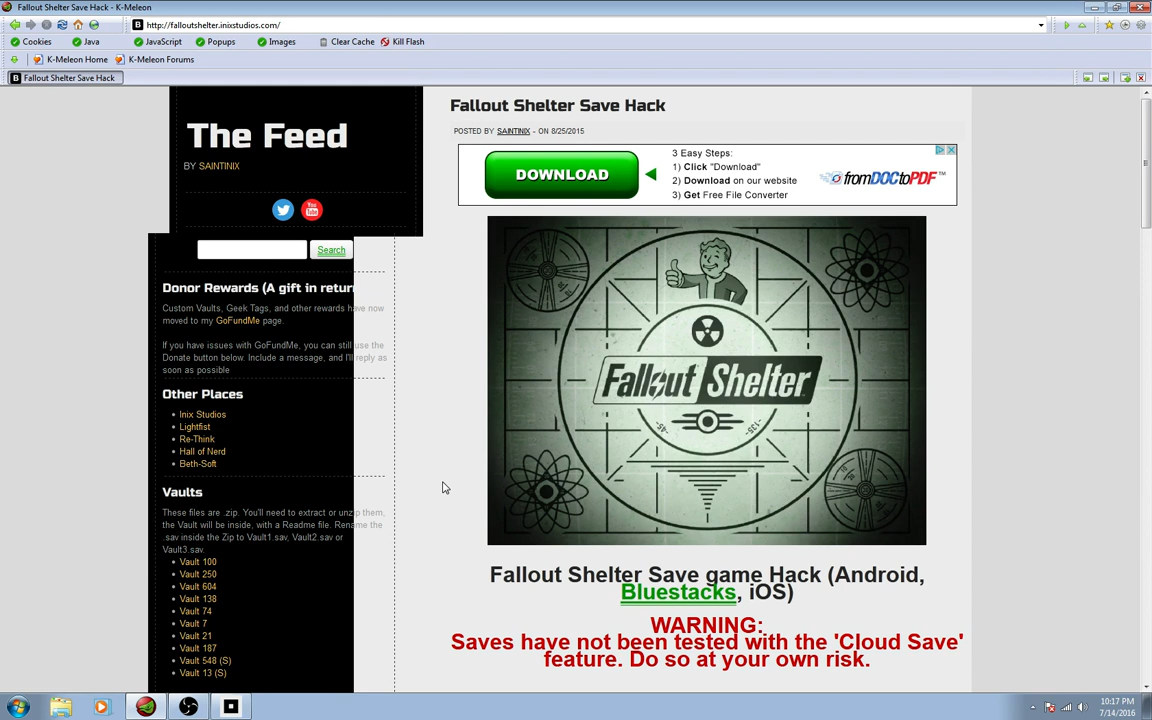 Fallout Shelter Save Hack - K-Meleon
http://falloutshelter.inixstudios.com/
Cookies Java JavaScript Popups Images Clear Cache Kill Flash
K-Meleon Home K-Meleon Forums
Fallout Shelter Save Hack
The Feed
BY SAINTINIX
You Tube
Search
Donor Rewards (A gift in return
Custom Vaults, Geek Tags, and other rewards have now
moved to my GoFundMe page.
If you have issues with GoFundMe, you can still use the
Donate button below. Include a message, and I'll reply as
soon as possible
Other Places
Inix Studios
Lightfist
Re-Think
Hall of Nerd
Beth-Soft
Vaults
These files are .zip. You'll need to extract or unzip them,
the Vault will be inside, with a Readme file. Rename the
.sav inside the Zip to Vault1.sav, Vault2.sav or
Vault3.sav.
Vault 100
Vault 250
Vault 604
Vault 138
Vault 74
Vault 7
Vault 21
Vault 187
Vault 548 (S)
Vault 13 (S)
Fallout Shelter Save Hack
POSTED BY SAINTINIX - ON 8/25/2015
DOWNLOAD
3 Easy Steps:
1) Click "Download"
2) Download on our website
3) Get Free File Converter
fromDOCtoPDF™
Fallout Shelter
-45- -135-
Fallout Shelter Save game Hack (Android,
Bluestacks, iOS)
WARNING:
Saves have not been tested with the 'Cloud Save'
feature. Do so at your own risk.
10:17 PM
7/14/2016